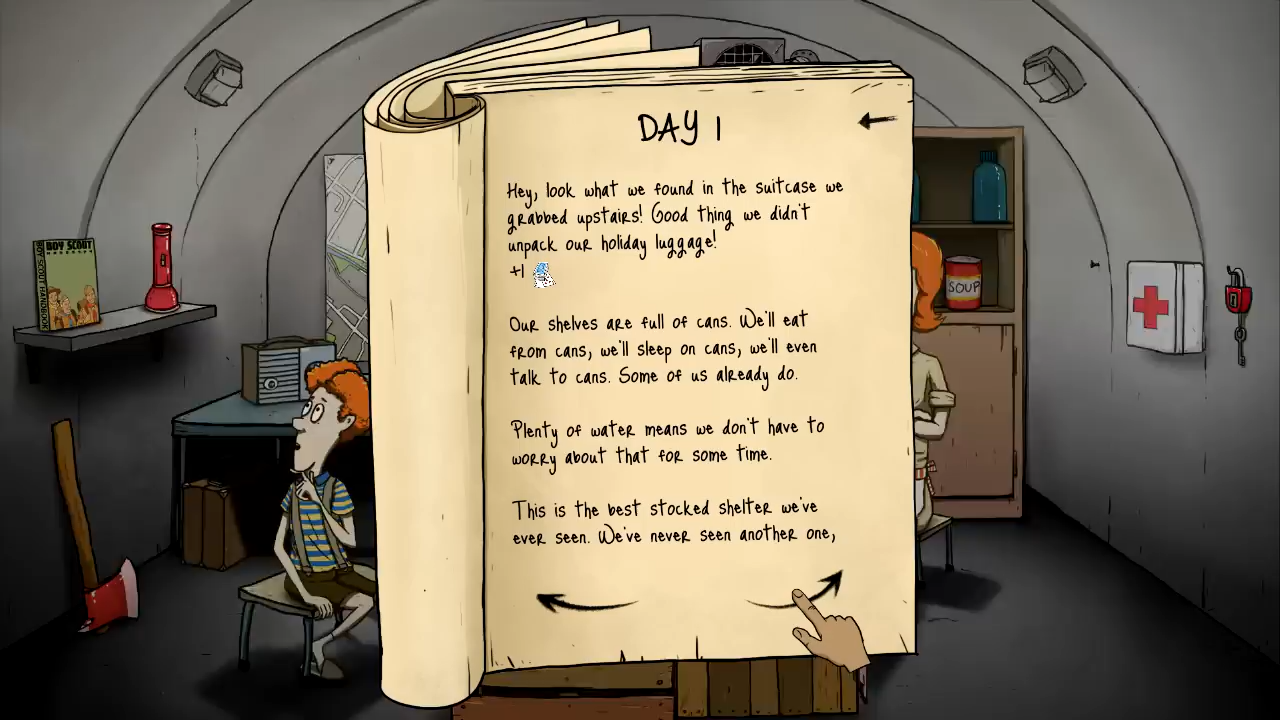 DAY 1
Hey, look what we found in the suitcase we
grabbed upstairs! Good thing we didn't
unpack our holiday luggage!
+1
Our shelves are full of cans. We'll eat
from cans, we'll sleep on cans, we'll even
talk to cans. Some of us already do.
Plenty of water means we don't have to
worry about that for some time.
This is the best stocked shelter we've
ever seen. We've never seen another one,
BOY SCOUT
BOY SCOUT HANDBOOK
SOUP